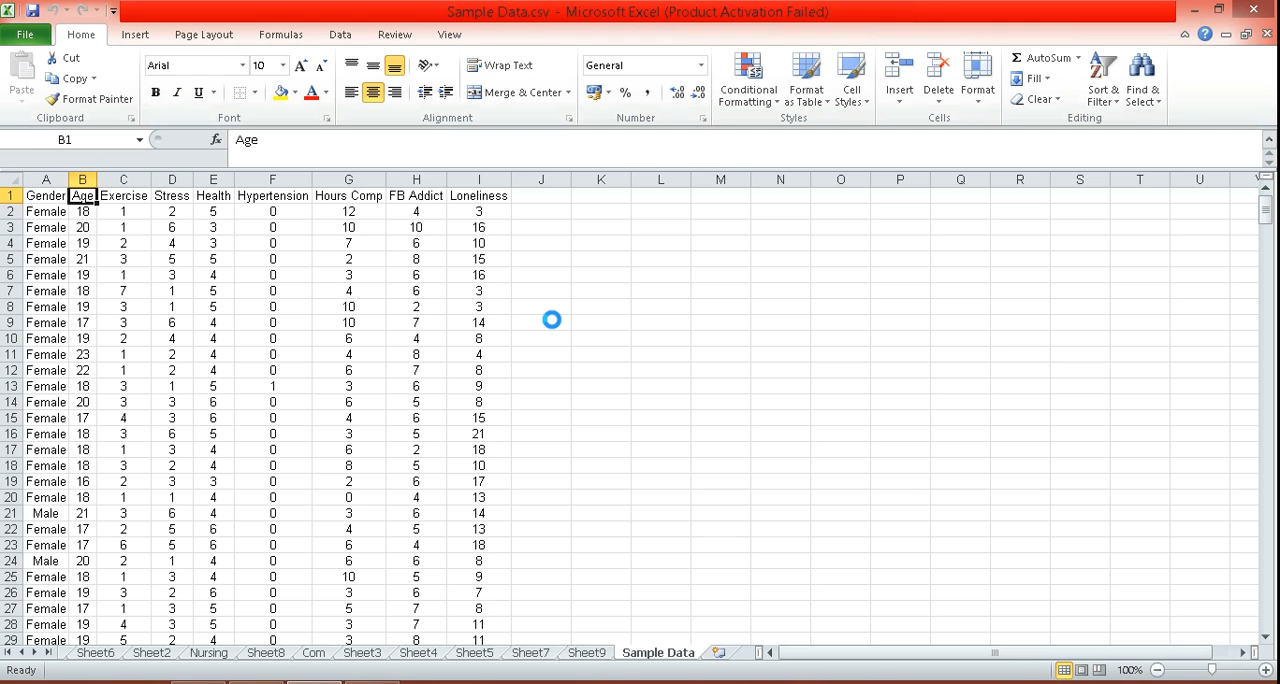 Sample Data.csv - Microsoft Excel (Product Activation Failed)
File Home Insert Page Layout Formulas Data Review View
Paste Cut Copy Format Painter Clipboard
Arial 10 B I U Font
Wrap Text Merge & Center Alignment
General % , Number
Conditional Formatting Format as Table Cell Styles Styles
Insert Delete Format Cells
Σ AutoSum Fill Clear Sort & Filter Find & Select Editing
B1 fx Age
A B C D E F G H I J K L M N O P Q R S T U
1 Gender Age Exercise Stress Health Hypertension Hours Comp FB Addict Loneliness
2 Female 18 1 2 5 0 12 4 3
3 Female 20 1 6 3 0 10 10 16
4 Female 19 2 4 3 0 7 6 10
5 Female 21 3 5 5 0 2 8 15
6 Female 19 1 3 4 0 3 6 16
7 Female 18 7 1 5 0 4 6 3
8 Female 19 3 1 5 0 10 2 3
9 Female 17 3 6 4 0 10 7 14
10 Female 19 2 4 4 0 6 4 8
11 Female 23 1 2 4 0 4 8 4
12 Female 22 1 2 4 0 6 7 8
13 Female 18 3 1 5 1 3 6 9
14 Female 20 3 3 6 0 6 5 8
15 Female 17 4 3 6 0 4 6 15
16 Female 18 3 6 5 0 3 5 21
17 Female 18 1 3 4 0 6 2 18
18 Female 18 3 2 4 0 8 5 10
19 Female 16 2 3 3 0 2 6 17
20 Female 18 1 1 4 0 0 4 13
21 Male 21 3 6 4 0 3 6 14
22 Female 17 2 5 6 0 4 5 13
23 Female 17 6 5 6 0 6 4 18
24 Male 20 2 1 4 0 6 6 8
25 Female 18 1 3 4 0 10 5 9
26 Female 19 3 2 6 0 3 6 7
27 Female 17 1 3 5 0 5 7 8
28 Female 19 4 3 5 0 3 7 11
29 Female 19 5 2 4 0 3 8 11
Sheet6 Sheet2 Nursing Sheet8 Com Sheet3 Sheet4 Sheet5 Sheet7 Sheet9 Sample Data
Ready 100%